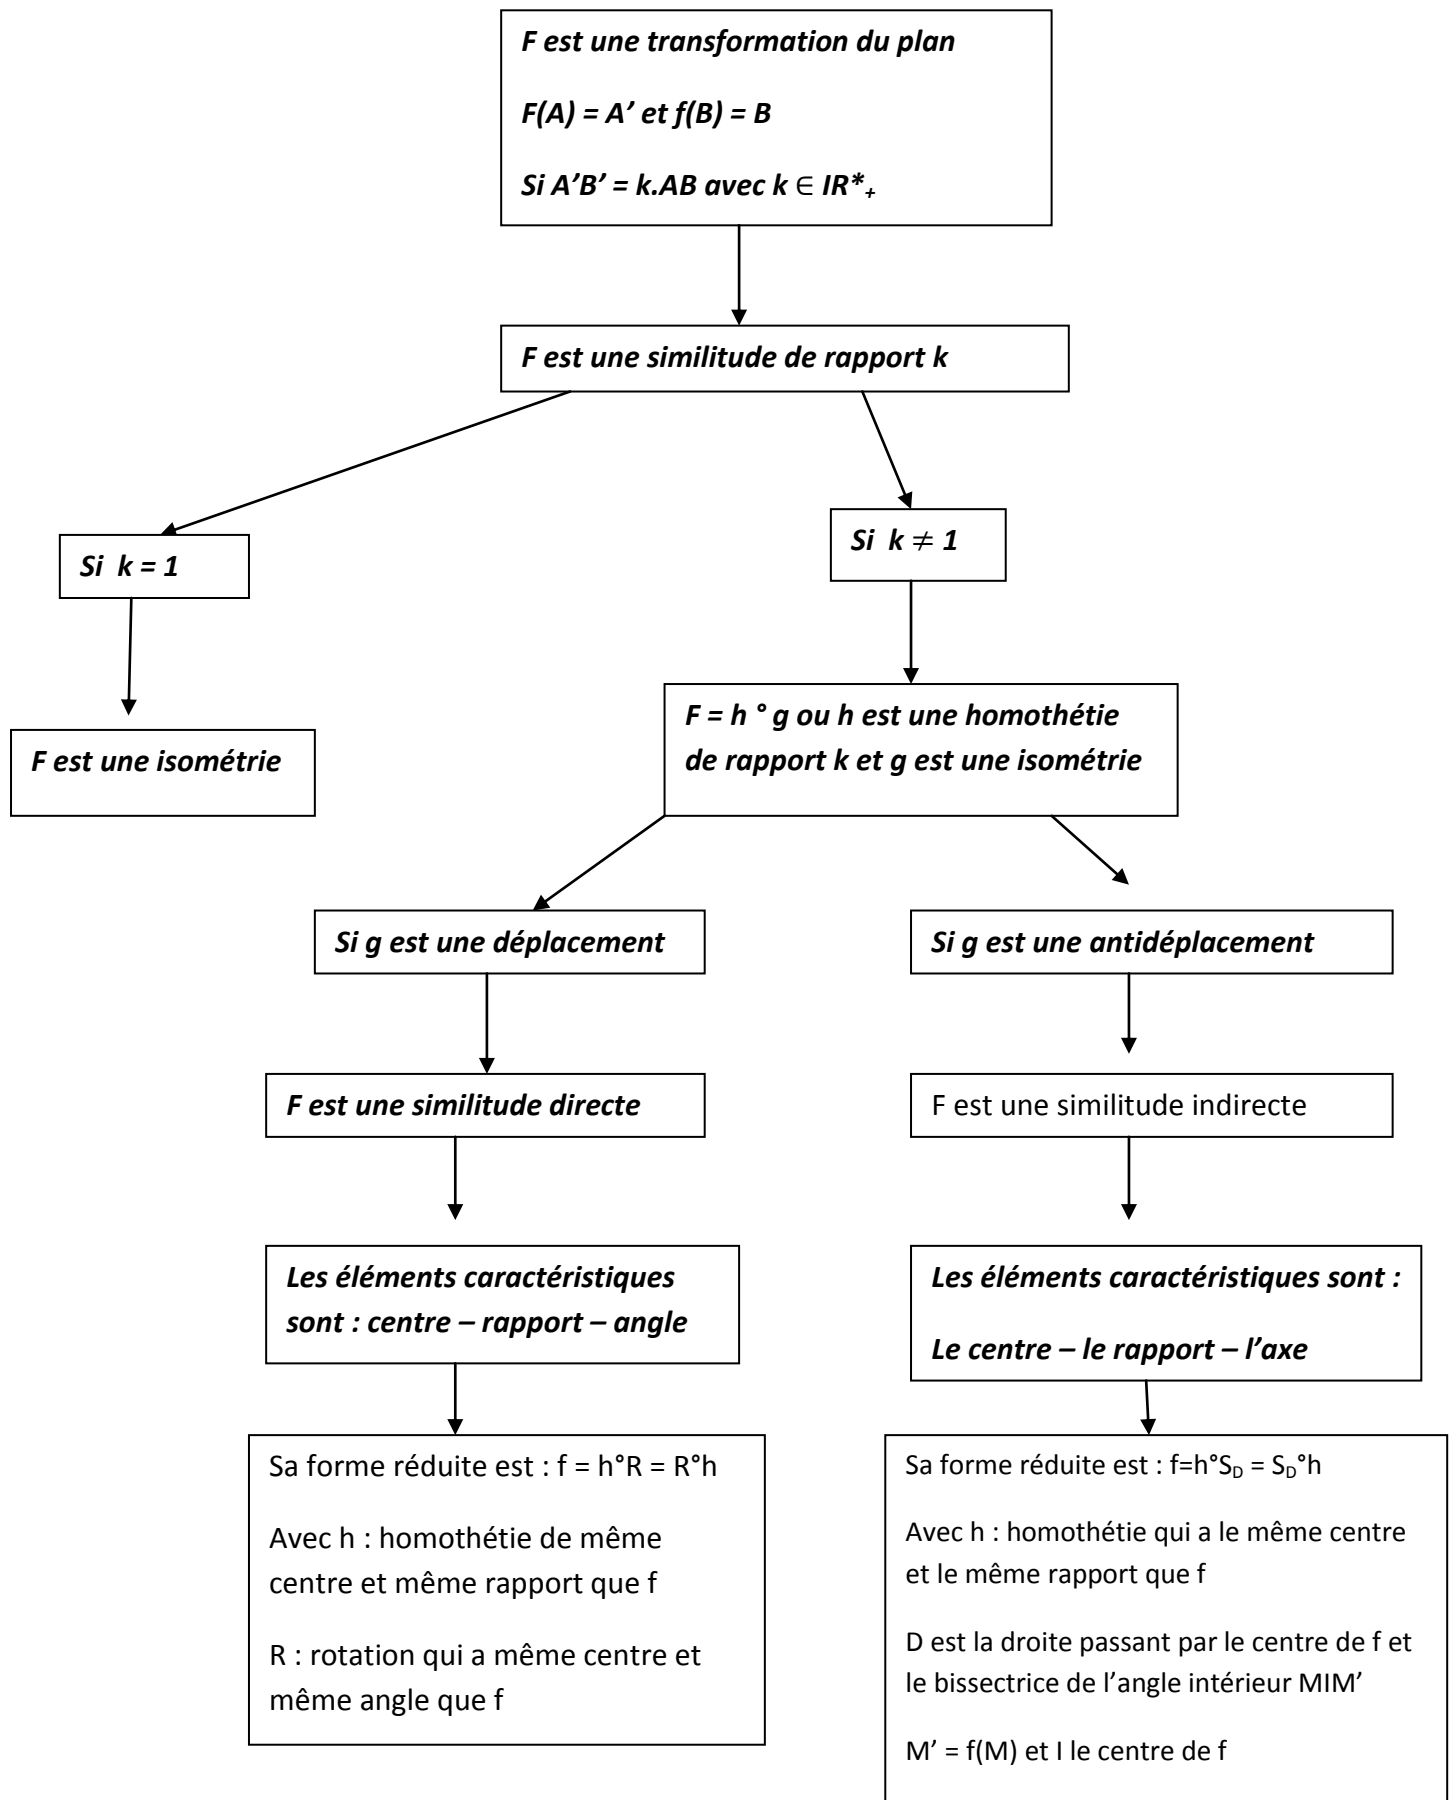 F est une transformation du plan
F(A) = A’ et f(B) = B
Si A’B’ = k.AB avec k ∈ IR*₊
F est une similitude de rapport k
Si k = 1
Si k ≠ 1
F est une isométrie
F = h ° g ou h est une homothétie
de rapport k et g est une isométrie
Si g est une déplacement
Si g est une antidéplacement
F est une similitude directe
F est une similitude indirecte
Les éléments caractéristiques
sont : centre – rapport – angle
Les éléments caractéristiques sont :
Le centre – le rapport – l’axe
Sa forme réduite est : f = h°R = R°h
Avec h : homothétie de même
centre et même rapport que f
R : rotation qui a même centre et
même angle que f
Sa forme réduite est : f=h°S_D = S_D°h
Avec h : homothétie qui a le même centre
et le même rapport que f
D est la droite passant par le centre de f et
le bissectrice de l’angle intérieur MIM’
M’ = f(M) et I le centre de f